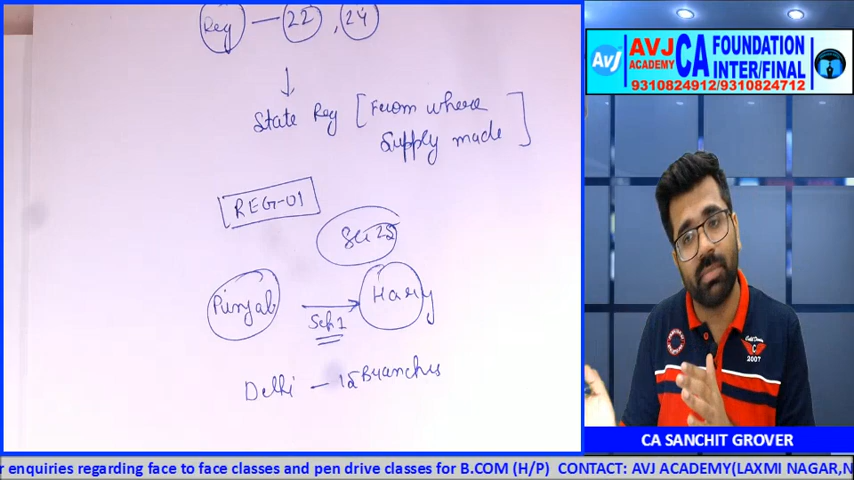 Reg — 22, 24
State Reg [From where
Supply made]
REG-01
Sec 25
Punjab
Hary
Sch 1
Delhi - 15 Branches
AVJ
AVJ
ACADEMY
CA
FOUNDATION
INTER/FINAL
9310824912/9310824712
2007
CA SANCHIT GROVER
r enquiries regarding face to face classes and pen drive classes for B.COM (H/P) CONTACT: AVJ ACADEMY(LAXMI NAGAR,N